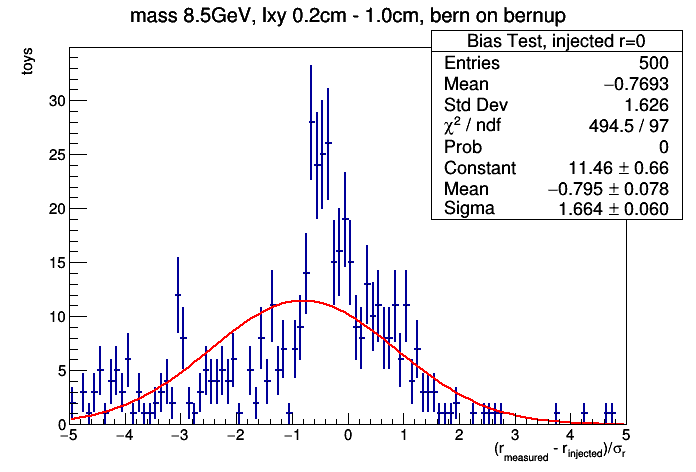 mass 8.5GeV, lxy 0.2cm - 1.0cm, bern on bernup
toys
Bias Test, injected r=0
Entries 500
Mean −0.7693
Std Dev 1.626
χ² / ndf 494.5 / 97
Prob 0
Constant 11.46 ± 0.66
Mean −0.795 ± 0.078
Sigma 1.664 ± 0.060
30
25
20
15
10
5
0
−5 −4 −3 −2 −1 0 1 2 3 4 5
(r_measured - r_injected)/σ_r